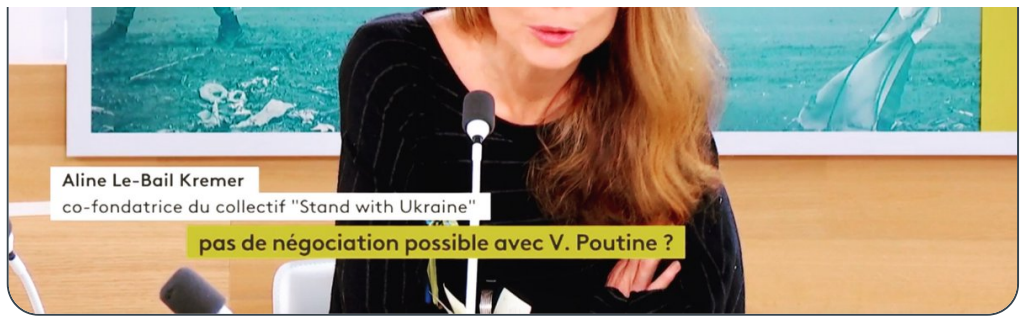 Aline Le-Bail Kremer
co-fondatrice du collectif "Stand with Ukraine"
pas de négociation possible avec V. Poutine ?